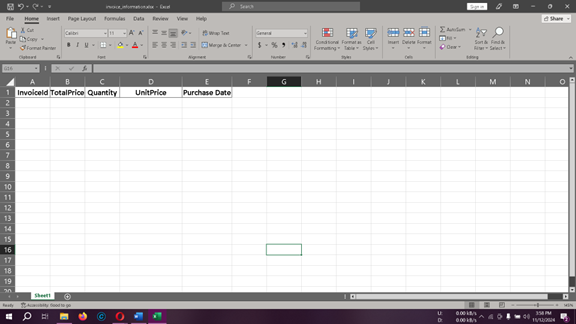 invoice_information.xlsx - Excel
Search
Sign in
File Home Insert Page Layout Formulas Data Review View Help
Share
Paste
Cut
Copy
Format Painter
Clipboard
Calibri 11
B I U
Font
Wrap Text
Merge & Center
Alignment
General
$ %
Number
Conditional Formatting
Format as Table
Cell Styles
Styles
Insert Delete Format
Cells
AutoSum
Fill
Clear
Sort & Filter
Find & Select
Editing
G16
fx
A B C D E F G H I J K L M N O
1 InvoiceId TotalPrice Quantity UnitPrice Purchase Date
2
3
4
5
6
7
8
9
10
11
12
13
14
15
16
17
18
19
20
Sheet1
Ready
Accessibility: Good to go
U: 0.00 kB/s
D: 0.00 kB/s
3:58 PM
11/12/2024